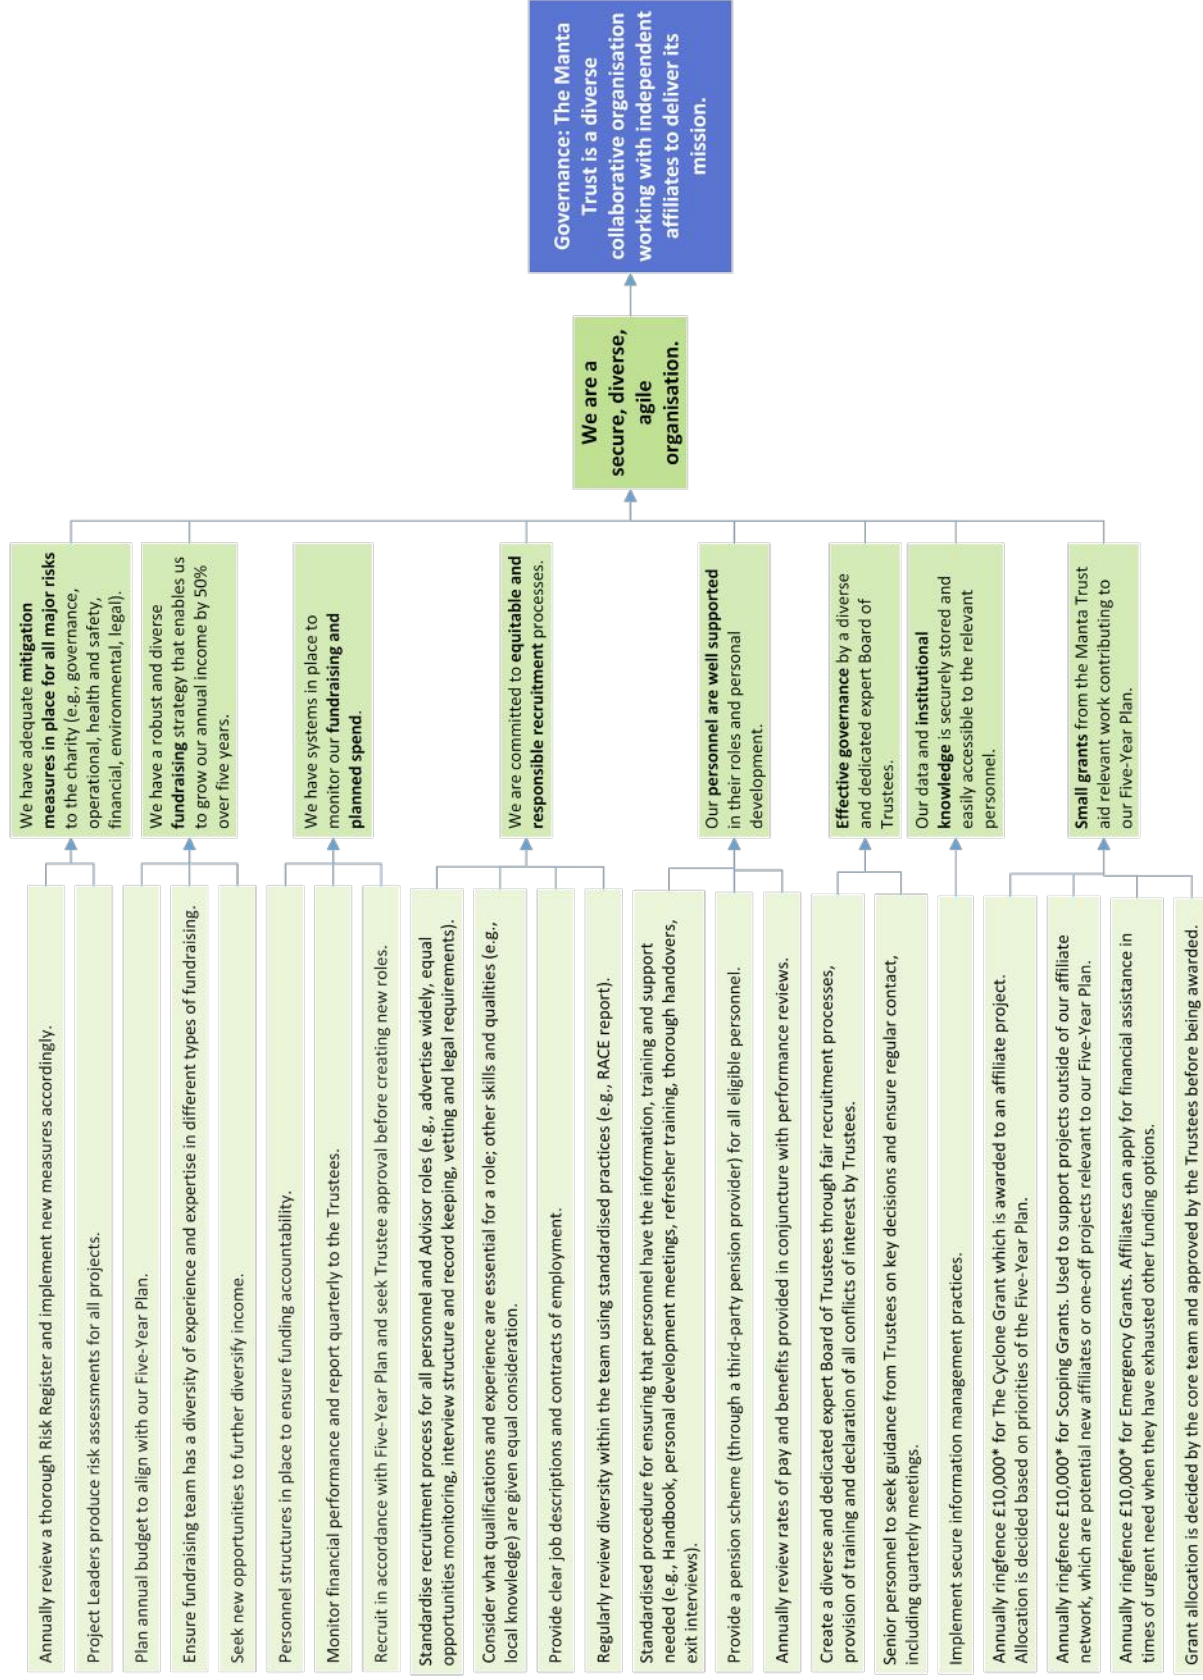 Annually review a thorough Risk Register and implement new measures accordingly.
Project Leaders produce risk assessments for all projects.
Plan annual budget to align with our Five-Year Plan.
Ensure fundraising team has a diversity of experience and expertise in different types of fundraising.
Seek new opportunities to further diversify income.
Personnel structures in place to ensure funding accountability.
Monitor financial performance and report quarterly to the Trustees.
Recruit in accordance with Five-Year Plan and seek Trustee approval before creating new roles.
Standardise recruitment process for all personnel and Advisor roles (e.g., advertise widely, equal
opportunities monitoring, interview structure and record keeping, vetting and legal requirements).
Consider what qualifications and experience are essential for a role; other skills and qualities (e.g.,
local knowledge) are given equal consideration.
Provide clear job descriptions and contracts of employment.
Regularly review diversity within the team using standardised practices (e.g., RACE report).
Standardised procedure for ensuring that personnel have the information, training and support
needed (e.g., Handbook, personal development meetings, refresher training, thorough handovers,
exit interviews).
Provide a pension scheme (through a third-party pension provider) for all eligible personnel.
Annually review rates of pay and benefits provided in conjuncture with performance reviews.
Create a diverse and dedicated expert Board of Trustees through fair recruitment processes,
provision of training and declaration of all conflicts of interest by Trustees.
Senior personnel to seek guidance from Trustees on key decisions and ensure regular contact,
including quarterly meetings.
Implement secure information management practices.
Annually ringfence £10,000* for The Cyclone Grant which is awarded to an affiliate project.
Allocation is decided based on priorities of the Five-Year Plan.
Annually ringfence £10,000* for Scoping Grants. Used to support projects outside of our affiliate
network, which are potential new affiliates or one-off projects relevant to our Five-Year Plan.
Annually ringfence £10,000* for Emergency Grants. Affiliates can apply for financial assistance in
times of urgent need when they have exhausted other funding options.
Grant allocation is decided by the core team and approved by the Trustees before being awarded.
We have adequate mitigation
measures in place for all major risks
to the charity (e.g., governance,
operational, health and safety,
financial, environmental, legal).
We have a robust and diverse
fundraising strategy that enables us
to grow our annual income by 50%
over five years.
We have systems in place to
monitor our fundraising and
planned spend.
We are committed to equitable and
responsible recruitment processes.
Our personnel are well supported
in their roles and personal
development.
Effective governance by a diverse
and dedicated expert Board of
Trustees.
Our data and institutional
knowledge is securely stored and
easily accessible to the relevant
personnel.
Small grants from the Manta Trust
aid relevant work contributing to
our Five-Year Plan.
We are a
secure, diverse,
agile
organisation.
Governance: The Manta
Trust is a diverse
collaborative organisation
working with independent
affiliates to deliver its
mission.